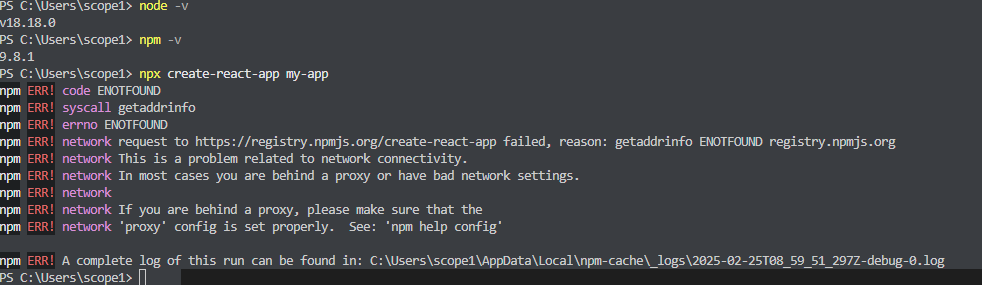 PS C:\Users\scope1> node -v
v18.18.0
PS C:\Users\scope1> npm -v
9.8.1
PS C:\Users\scope1> npx create-react-app my-app
npm ERR! code ENOTFOUND
npm ERR! syscall getaddrinfo
npm ERR! errno ENOTFOUND
npm ERR! network request to https://registry.npmjs.org/create-react-app failed, reason: getaddrinfo ENOTFOUND registry.npmjs.org
npm ERR! network This is a problem related to network connectivity.
npm ERR! network In most cases you are behind a proxy or have bad network settings.
npm ERR! network
npm ERR! network If you are behind a proxy, please make sure that the
npm ERR! network 'proxy' config is set properly.  See: 'npm help config'
npm ERR! A complete log of this run can be found in: C:\Users\scope1\AppData\Local\npm-cache\_logs\2025-02-25T08_59_51_297Z-debug-0.log
PS C:\Users\scope1>